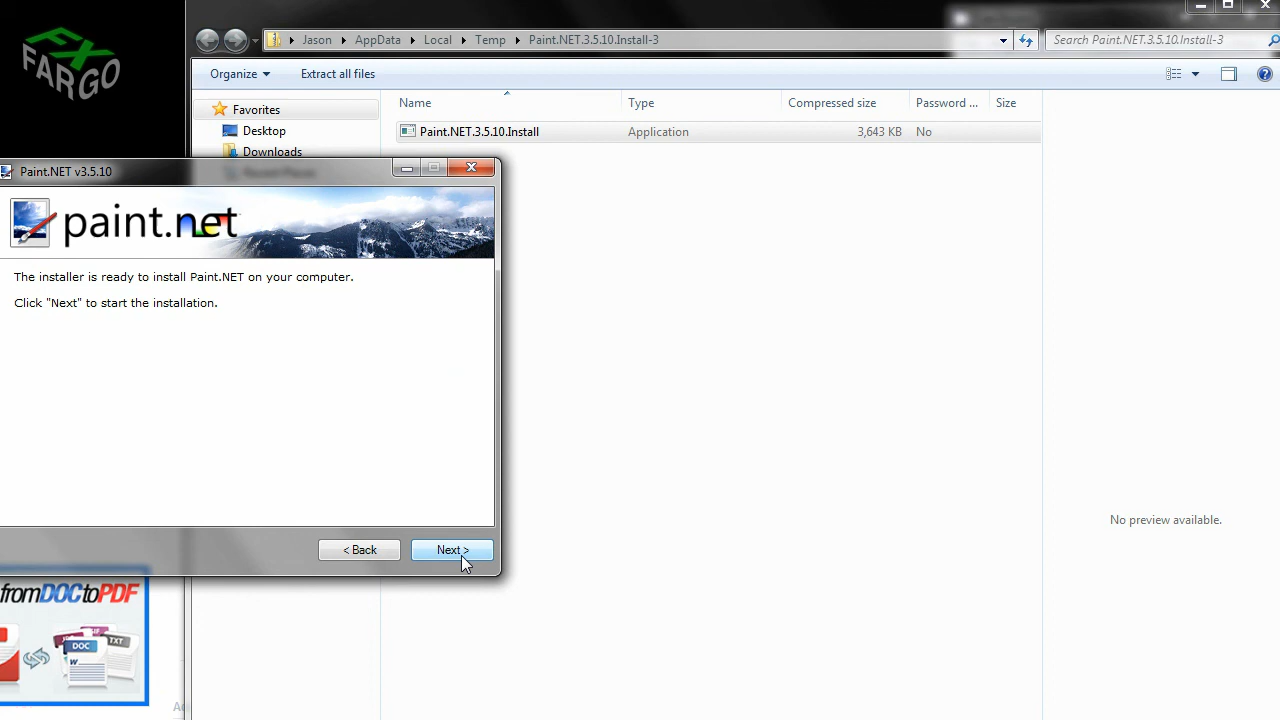 EX
FARGO
Jason
AppData
Local
Temp
Paint.NET.3.5.10.Install-3
Search Paint.NET.3.5.10.Install-3
Organize
Extract all files
Favorites
Desktop
Downloads
Name
Type
Compressed size
Password ...
Size
Paint.NET.3.5.10.Install
Application
3,643 KB
No
Paint.NET v3.5.10
paint.net
The installer is ready to install Paint.NET on your computer.
Click "Next" to start the installation.
< Back
Next >
No preview available.
fromDOCtoPDF
DOC
TXT